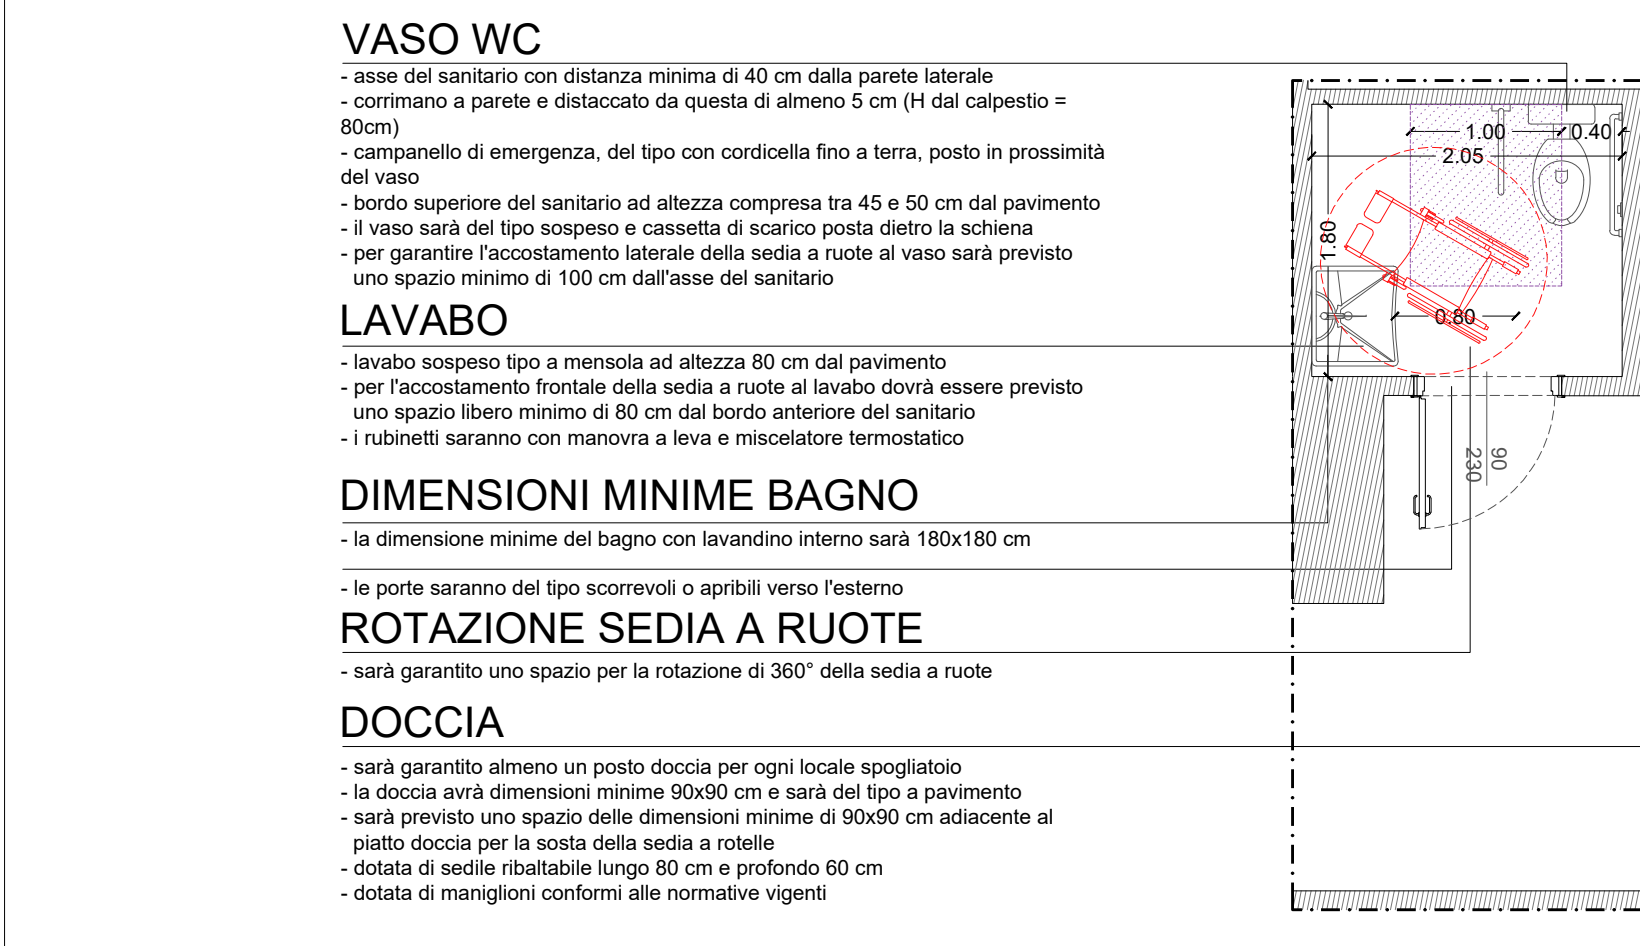 VASO WC
- asse del sanitario con distanza minima di 40 cm dalla parete laterale
- corrimano a parete e distaccato da questa di almeno 5 cm (H dal calpestio =
80cm)
- campanello di emergenza, del tipo con cordicella fino a terra, posto in prossimità
del vaso
- bordo superiore del sanitario ad altezza compresa tra 45 e 50 cm dal pavimento
- il vaso sarà del tipo sospeso e cassetta di scarico posta dietro la schiena
- per garantire l'accostamento laterale della sedia a ruote al vaso sarà previsto
uno spazio minimo di 100 cm dall'asse del sanitario
LAVABO
- lavabo sospeso tipo a mensola ad altezza 80 cm dal pavimento
- per l'accostamento frontale della sedia a ruote al lavabo dovrà essere previsto
uno spazio libero minimo di 80 cm dal bordo anteriore del sanitario
- i rubinetti saranno con manovra a leva e miscelatore termostatico
DIMENSIONI MINIME BAGNO
- la dimensione minime del bagno con lavandino interno sarà 180x180 cm
- le porte saranno del tipo scorrevoli o apribili verso l'esterno
ROTAZIONE SEDIA A RUOTE
- sarà garantito uno spazio per la rotazione di 360° della sedia a ruote
DOCCIA
- sarà garantito almeno un posto doccia per ogni locale spogliatoio
- la doccia avrà dimensioni minime 90x90 cm e sarà del tipo a pavimento
- sarà previsto uno spazio delle dimensioni minime di 90x90 cm adiacente al
piatto doccia per la sosta della sedia a rotelle
- dotata di sedile ribaltabile lungo 80 cm e profondo 60 cm
- dotata di maniglioni conformi alle normative vigenti
1.00
0.40
2.05
1.80
0.80
90
230